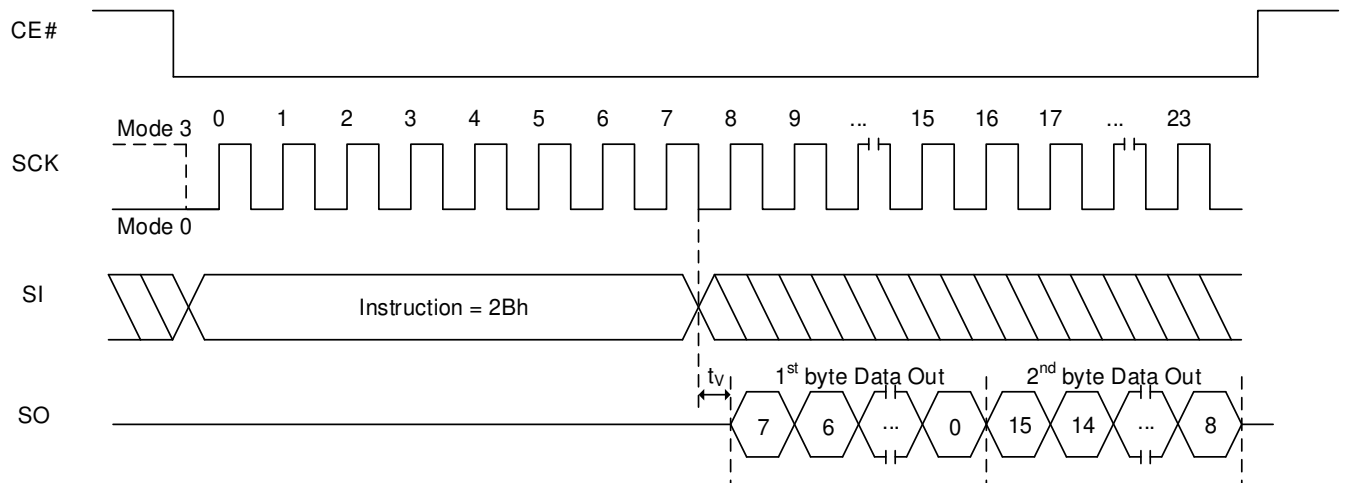 CE#
0 1 2 3 4 5 6 7 8 9 ... 15 16 17 ... 23
Mode 3
SCK
Mode 0
SI
Instruction = 2Bh
tV 1st byte Data Out 2nd byte Data Out
SO
7 6 ... 0 15 14 ... 8